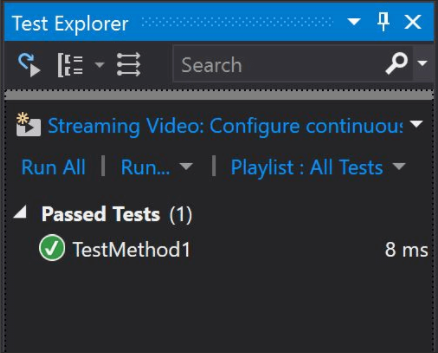 Test Explorer
Search
Streaming Video: Configure continuous
Run All | Run... | Playlist : All Tests
Passed Tests (1)
TestMethod1 8 ms